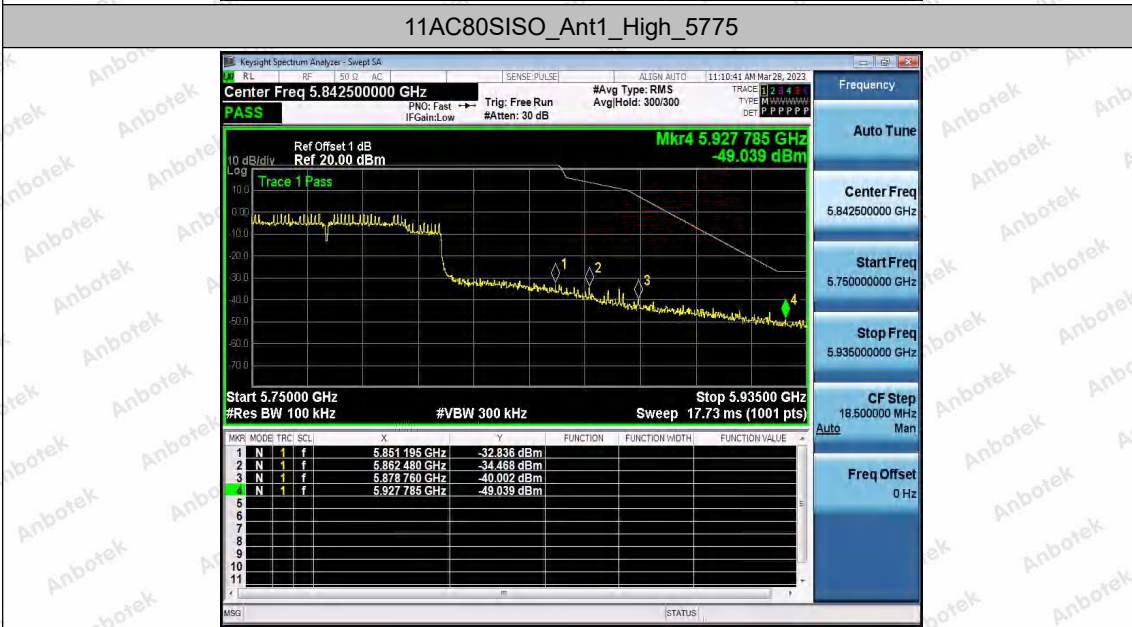 11AC80SISO_Ant1_High_5775
Keysight Spectrum Analyzer - Swept SA
RL RF 50 Ω AC SENSE:PULSE ALIGN AUTO 11:10:41 AM Mar 28, 2023
Center Freq 5.842500000 GHz #Avg Type: RMS TRACE 1 2 3 4 5 6
PASS PNO: Fast Trig: Free Run Avg|Hold: 300/300 TYPE M WWWWW
IFGain:Low #Atten: 30 dB DET P P P P P P
Frequency
Auto Tune
Center Freq
5.842500000 GHz
Start Freq
5.750000000 GHz
Stop Freq
5.935000000 GHz
CF Step
18.500000 MHz
Auto Man
Freq Offset
0 Hz
Mkr4 5.927 785 GHz
-49.039 dBm
Ref Offset 1 dB
10 dB/div Ref 20.00 dBm
Log
Trace 1 Pass
10.0
0.00
-10.0
-20.0
-30.0
-40.0
-50.0
-60.0
-70.0
1
2
3
4
Start 5.75000 GHz Stop 5.93500 GHz
#Res BW 100 kHz #VBW 300 kHz Sweep 17.73 ms (1001 pts)
MKR MODE TRC SCL X Y FUNCTION FUNCTION WIDTH FUNCTION VALUE
1 N 1 f 5.851 195 GHz -32.836 dBm
2 N 1 f 5.862 480 GHz -34.468 dBm
3 N 1 f 5.878 760 GHz -40.002 dBm
4 N 1 f 5.927 785 GHz -49.039 dBm
5
6
7
8
9
10
11
MSG STATUS
Anbotek